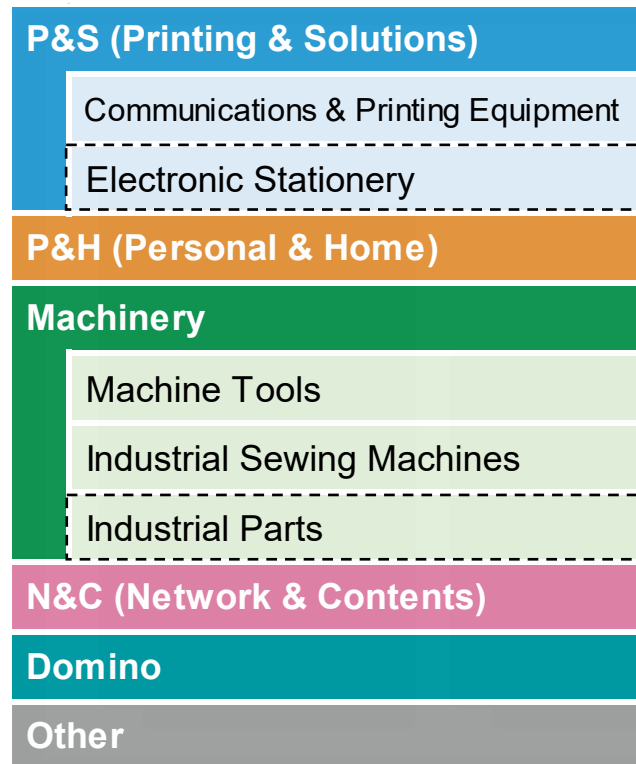 P&S (Printing & Solutions)
Communications & Printing Equipment
Electronic Stationery
P&H (Personal & Home)
Machinery
Machine Tools
Industrial Sewing Machines
Industrial Parts
N&C (Network & Contents)
Domino
Other